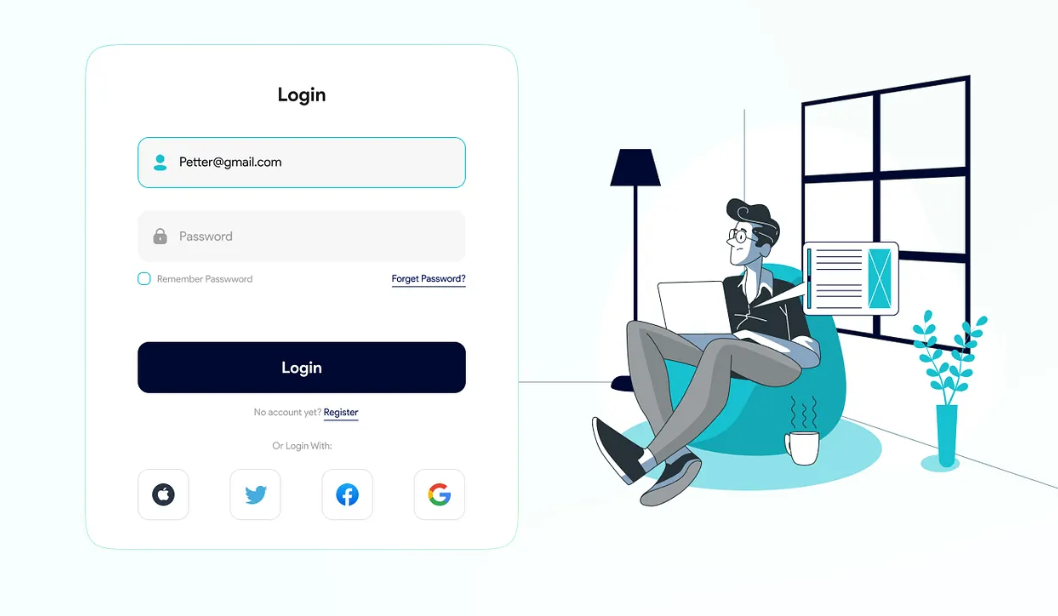 Login
Petter@gmail.com
Password
Remember Passwword
Forget Password?
Login
No account yet? Register
Or Login With: